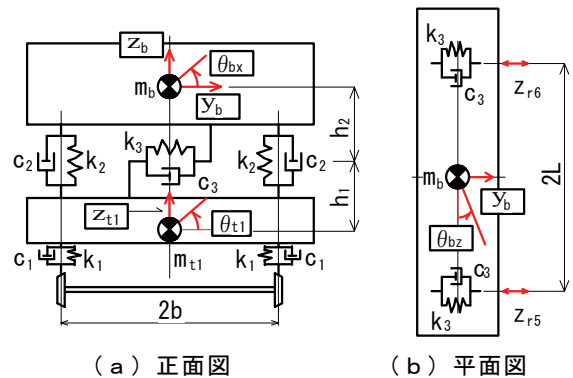 z_b
θ_bx
m_b
y_b
k_3
h_2
c_2
k_2
k_2
c_2
c_3
h_1
z_t1
θ_t1
m_t1
c_1
k_1
k_1
c_1
2b
(a) 正面図
k_3
c_3
z_r6
m_b
2L
y_b
θ_bz
c_3
k_3
z_r5
(b) 平面図